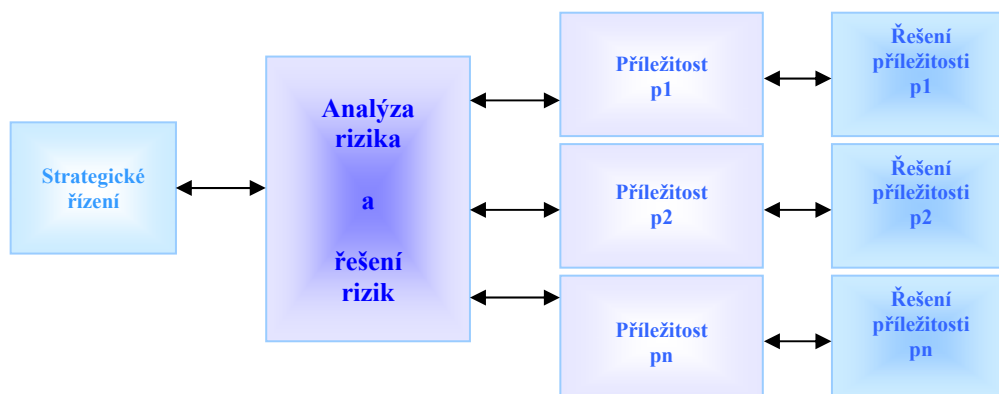 Strategické
řízení
Analýza
rizika
a
řešení
rizik
Příležitost
p1
Řešení
příležitosti
p1
Příležitost
p2
Řešení
příležitosti
p2
Příležitost
pn
Řešení
příležitosti
pn